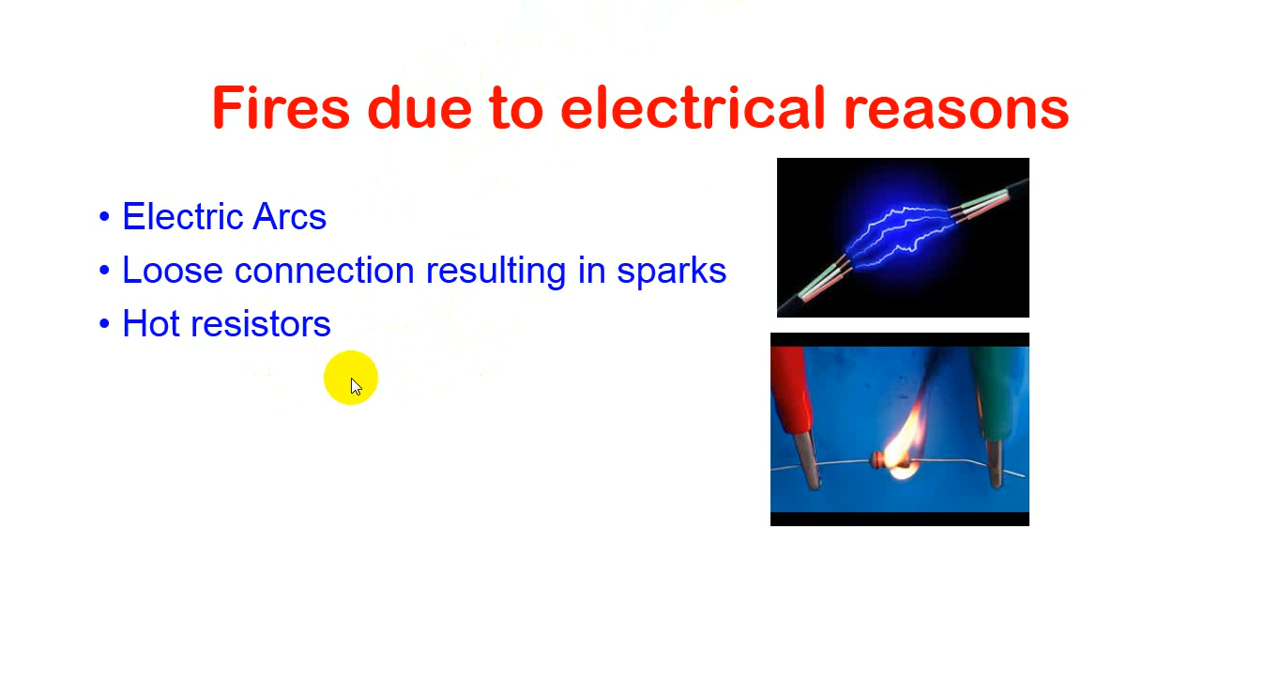 Fires due to electrical reasons
• Electric Arcs
• Loose connection resulting in sparks
• Hot resistors